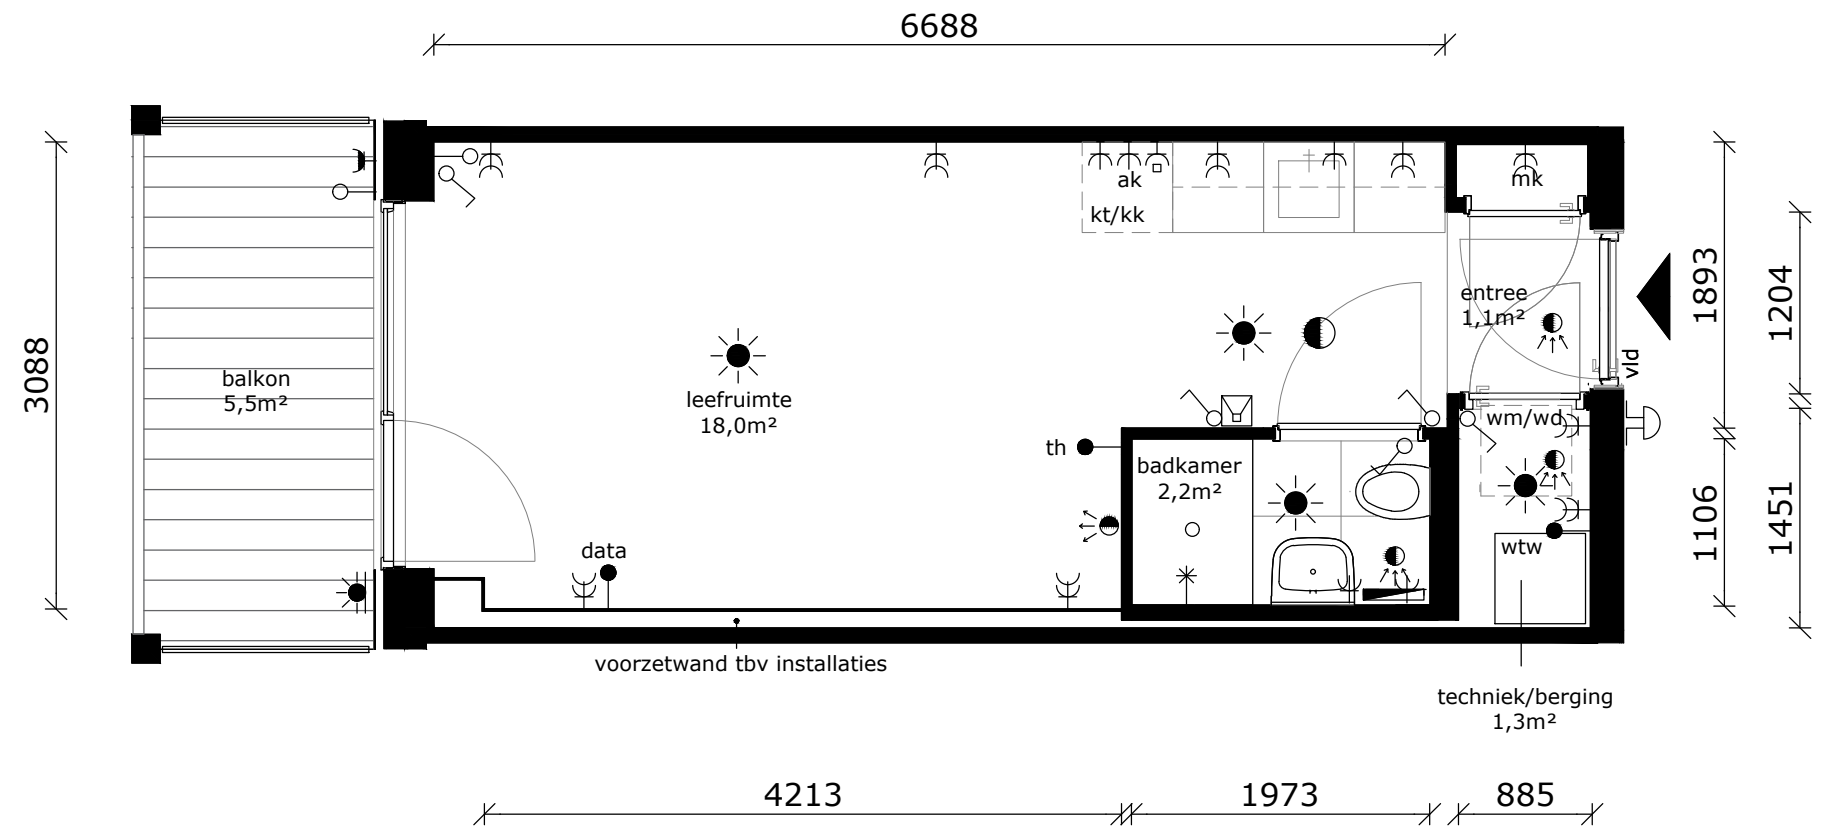 6688
ak
kt/kk
mk
3088
balkon
5,5m²
leefruimte
18,0m²
entree
1,1m²
vld
1893
1204
th
badkamer
2,2m²
wm/wd
data
wtw
1106
1451
voorzetwand tbv installaties
techniek/berging
1,3m²
4213
1973
885